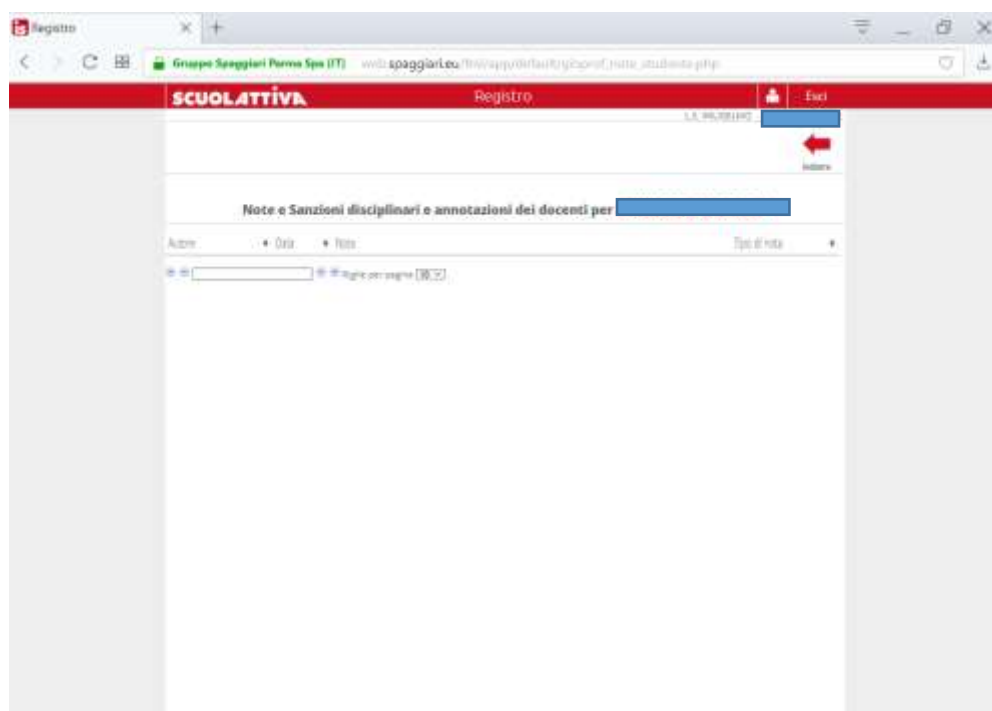 Registro
Gruppo Spaggiari Parma Spa (IT) web.spaggiari.eu
SCUOLATTIVA Registro Esci
Indietro
Note e Sanzioni disciplinari e annotazioni dei docenti per
Autore Data Nota Tipo di nota
Righe per pagina